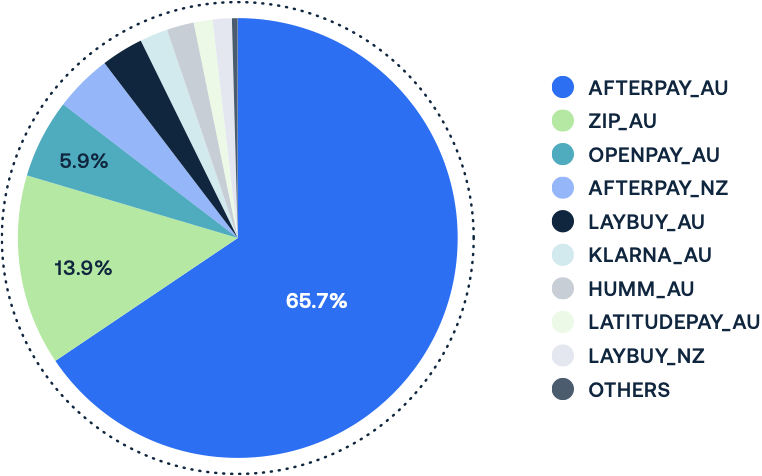 5.9%
13.9%
65.7%
AFTERPAY_AU
ZIP_AU
OPENPAY_AU
AFTERPAY_NZ
LAYBUY_AU
KLARNA_AU
HUMM_AU
LATITUDEPAY_AU
LAYBUY_NZ
OTHERS